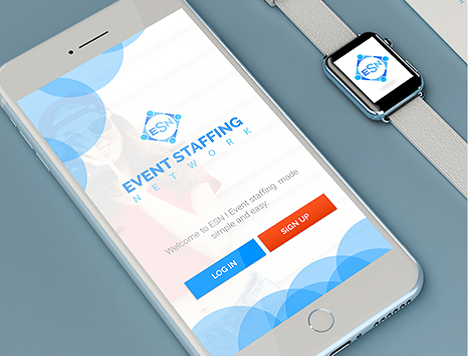 ESN
EVENT STAFFING
NETWORK
Welcome to ESN | Event staffing made
simple and easy.
LOG IN
SIGN UP
ESN